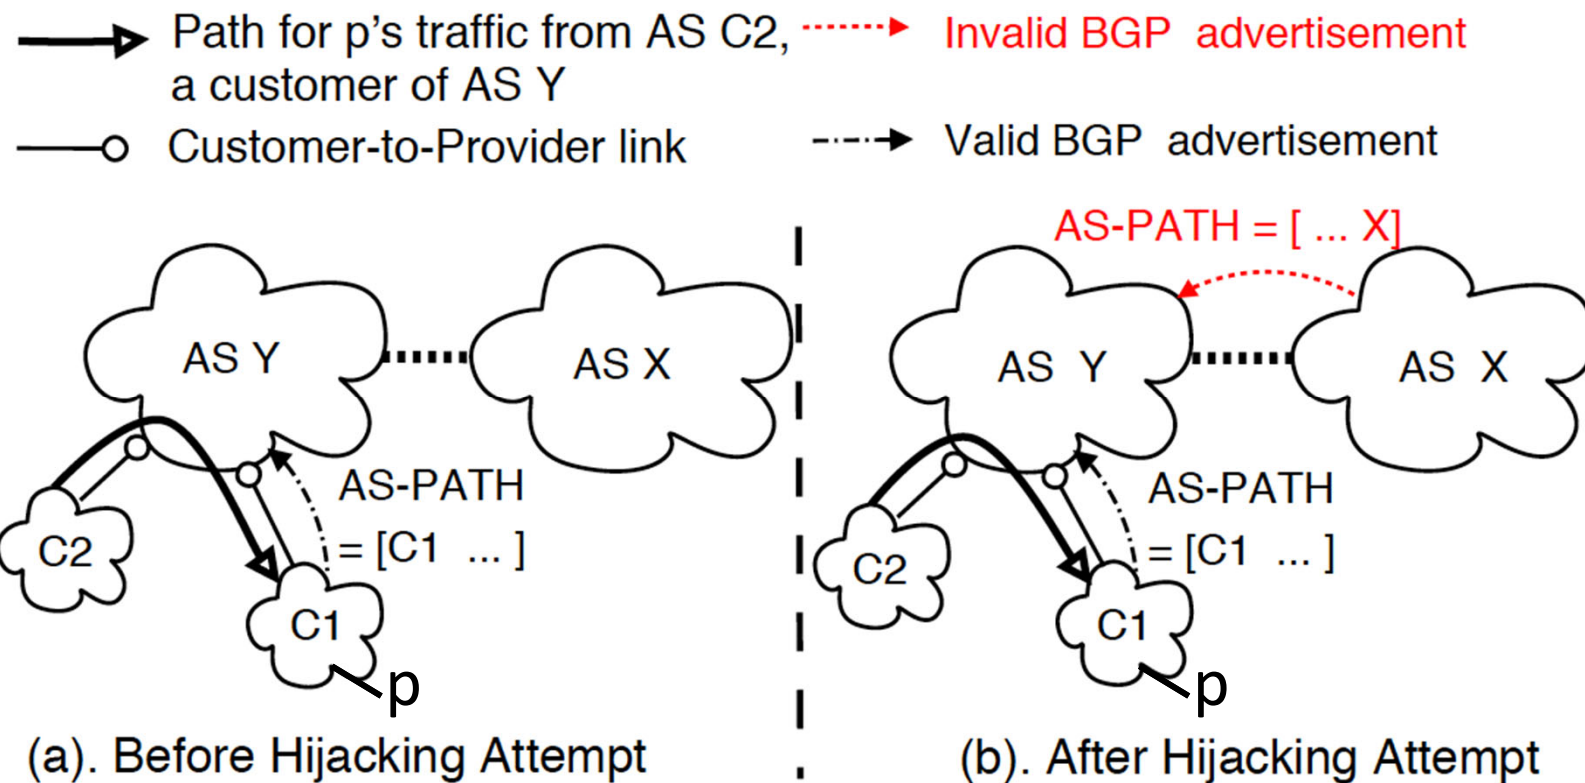 Path for p's traffic from AS C2,
a customer of AS Y
Customer-to-Provider link
Invalid BGP advertisement
Valid BGP advertisement
AS Y
AS X
C2
AS-PATH
= [C1 ... ]
C1
p
(a). Before Hijacking Attempt
AS-PATH = [ ... X]
AS Y
AS X
C2
AS-PATH
= [C1 ... ]
C1
p
(b). After Hijacking Attempt